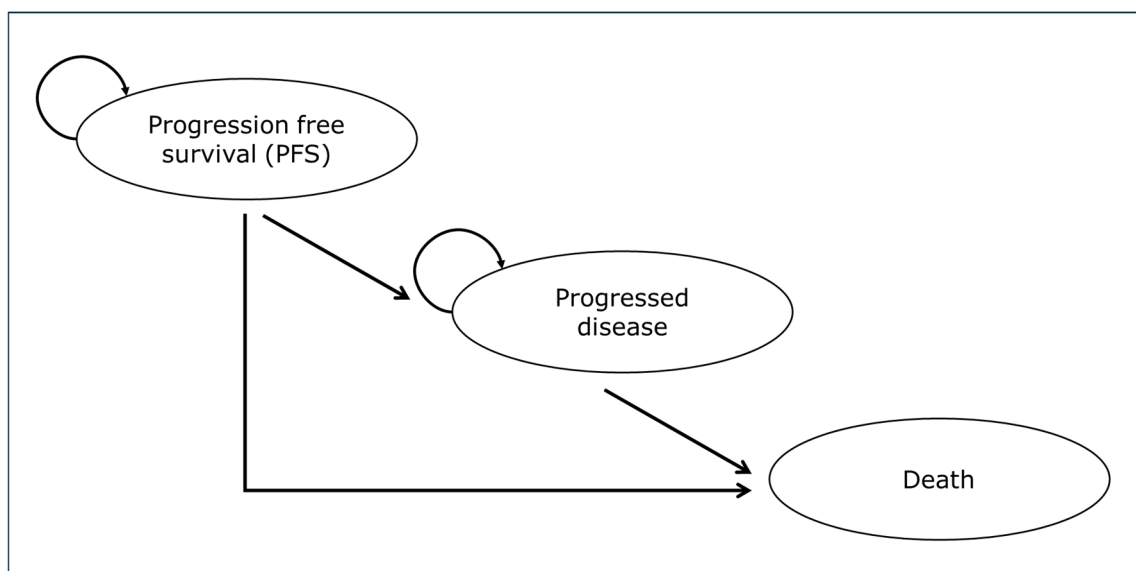 Progression free
survival (PFS)
Progressed
disease
Death